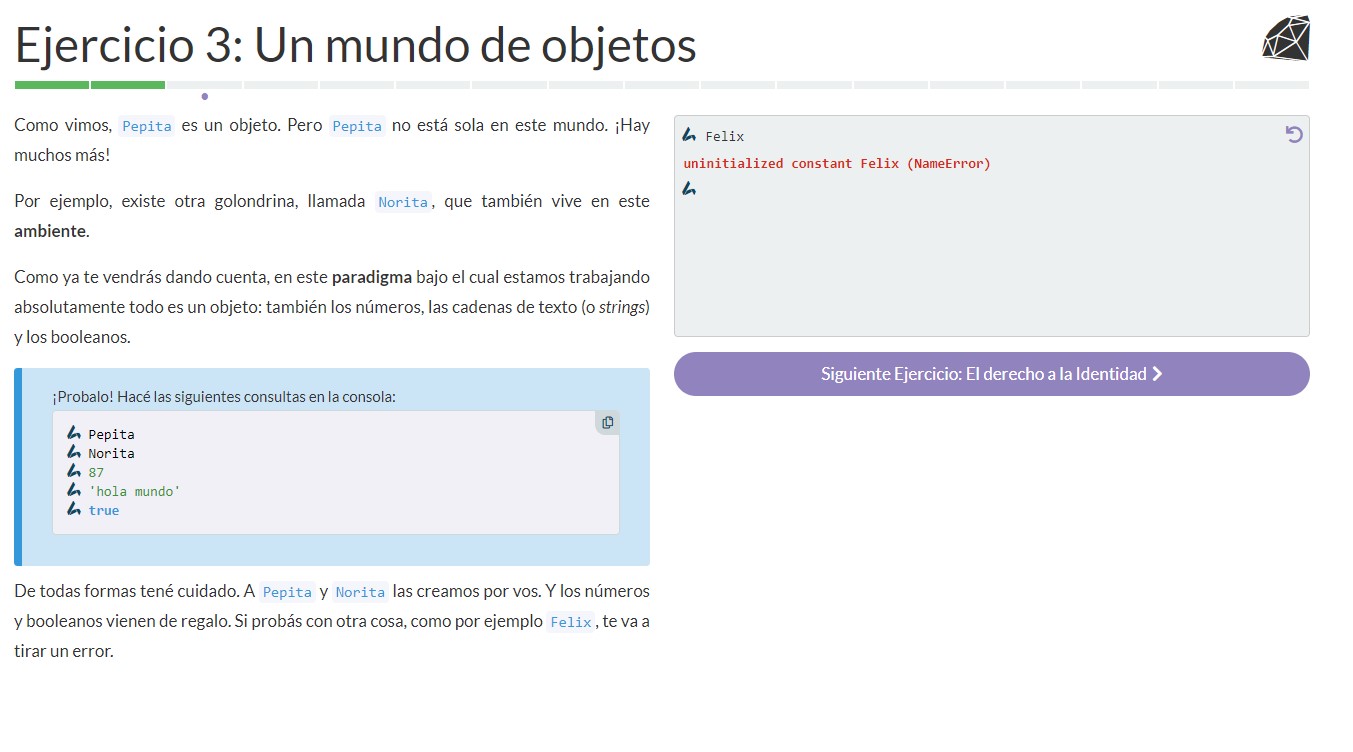 Ejercicio 3: Un mundo de objetos
Como vimos, Pepita es un objeto. Pero Pepita no está sola en este mundo. ¡Hay
muchos más!
Por ejemplo, existe otra golondrina, llamada Norita, que también vive en este
ambiente.
Como ya te vendrás dando cuenta, en este paradigma bajo el cual estamos trabajando
absolutamente todo es un objeto: también los números, las cadenas de texto (o strings)
y los booleanos.
¡Probalo! Hacé las siguientes consultas en la consola:
Pepita
Norita
87
'hola mundo'
true
De todas formas tené cuidado. A Pepita y Norita las creamos por vos. Y los números
y booleanos vienen de regalo. Si probás con otra cosa, como por ejemplo Felix, te va a
tirar un error.
Felix
uninitialized constant Felix (NameError)
Siguiente Ejercicio: El derecho a la Identidad